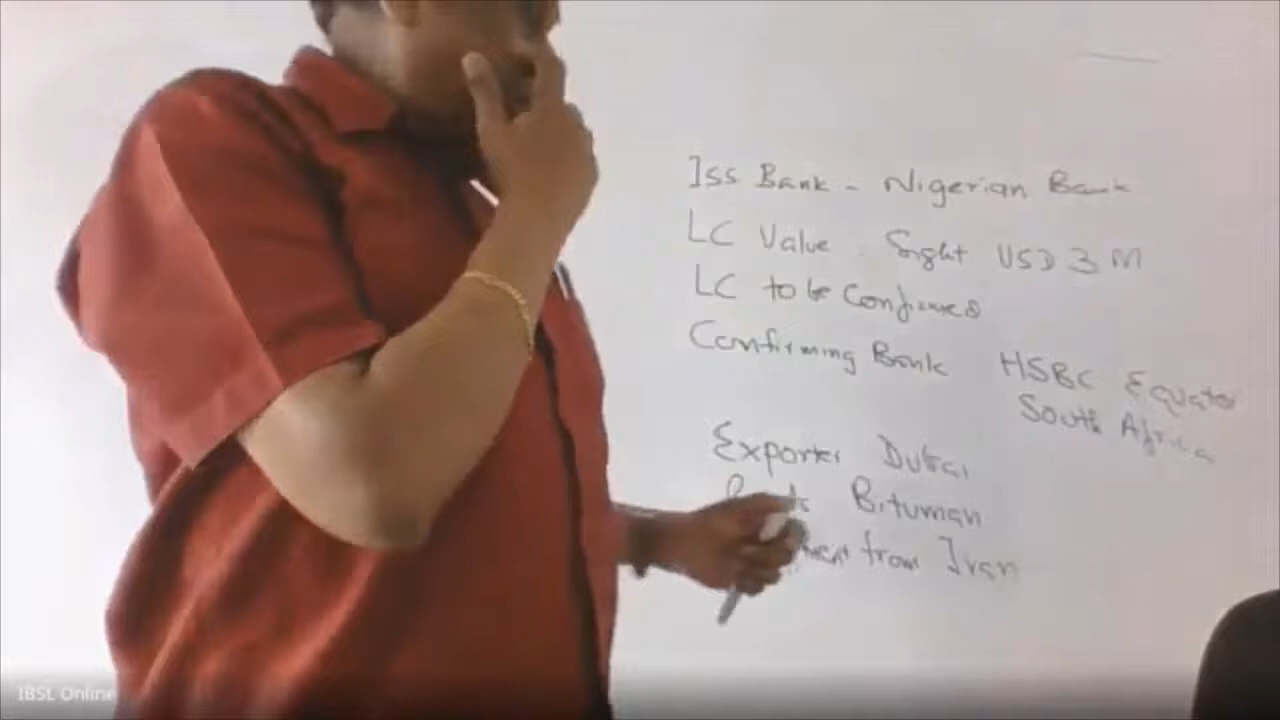 Iss Bank - Nigerian Bank
LC Value Sight USD 3 M
LC to be Confirmed
Confirming Bank HSBC Equator
South Africa
Exporter Dubai
Bituman
from Iran
IBSL Online